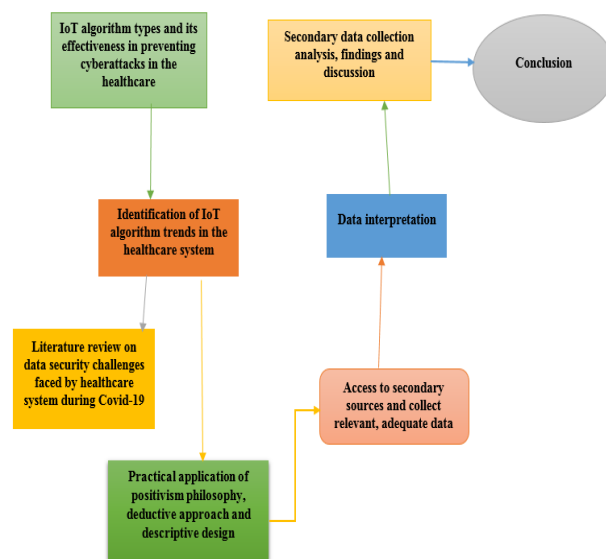 IoT algorithm types and its
effectiveness in preventing
cyberattacks in the
healthcare
Identification of IoT
algorithm trends in the
healthcare system
Literature review on
data security challenges
faced by healthcare
system during Covid-19
Practical application of
positivism philosophy,
deductive approach and
descriptive design
Access to secondary
sources and collect
relevant, adequate data
Data interpretation
Secondary data collection
analysis, findings and
discussion
Conclusion